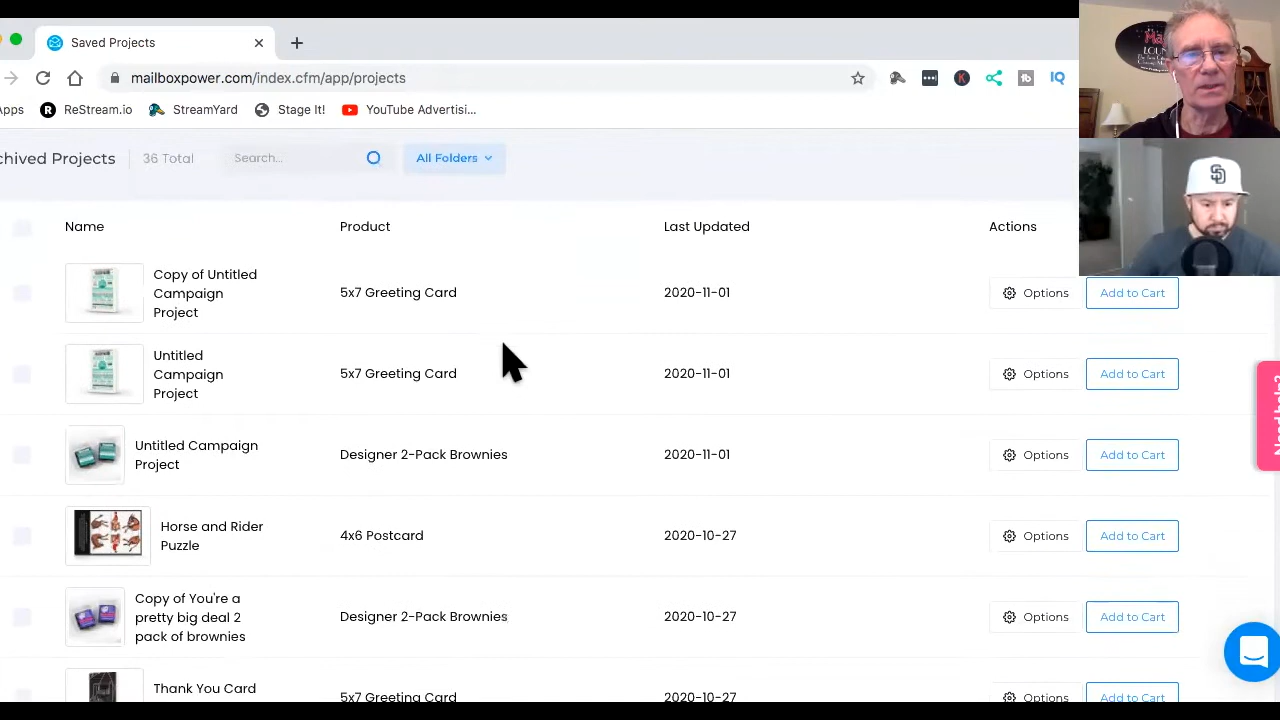 Saved Projects
mailboxpower.com/index.cfm/app/projects
pps
R
ReStream.io
StreamYard
Stage It!
YouTube Advertisi...
K
tb
IQ
chived Projects
36 Total
Search...
All Folders
Name
Product
Last Updated
Actions
Copy of Untitled
Campaign
Project
5x7 Greeting Card
2020-11-01
Options
Add to Cart
Untitled
Campaign
Project
5x7 Greeting Card
2020-11-01
Options
Add to Cart
Untitled Campaign
Project
Designer 2-Pack Brownies
2020-11-01
Options
Add to Cart
Horse and Rider
Puzzle
4x6 Postcard
2020-10-27
Options
Add to Cart
Copy of You're a
pretty big deal 2
pack of brownies
Designer 2-Pack Brownies
2020-10-27
Options
Add to Cart
Thank You Card
5x7 Greeting Card
2020-10-27
Options
Add to Cart
Need help?
SD